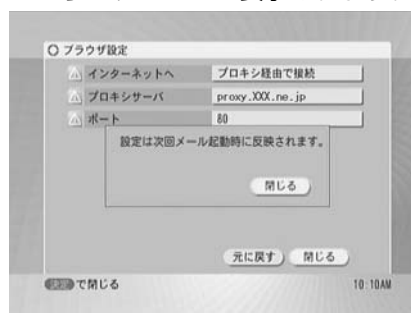 ブラウザ設定
インターネットへ
プロキシ経由で接続
プロキシサーバ
proxy.XXX.ne.jp
ポート
80
設定は次回メール起動時に反映されます。
閉じる
元に戻す
閉じる
決定 で閉じる
10:10AM